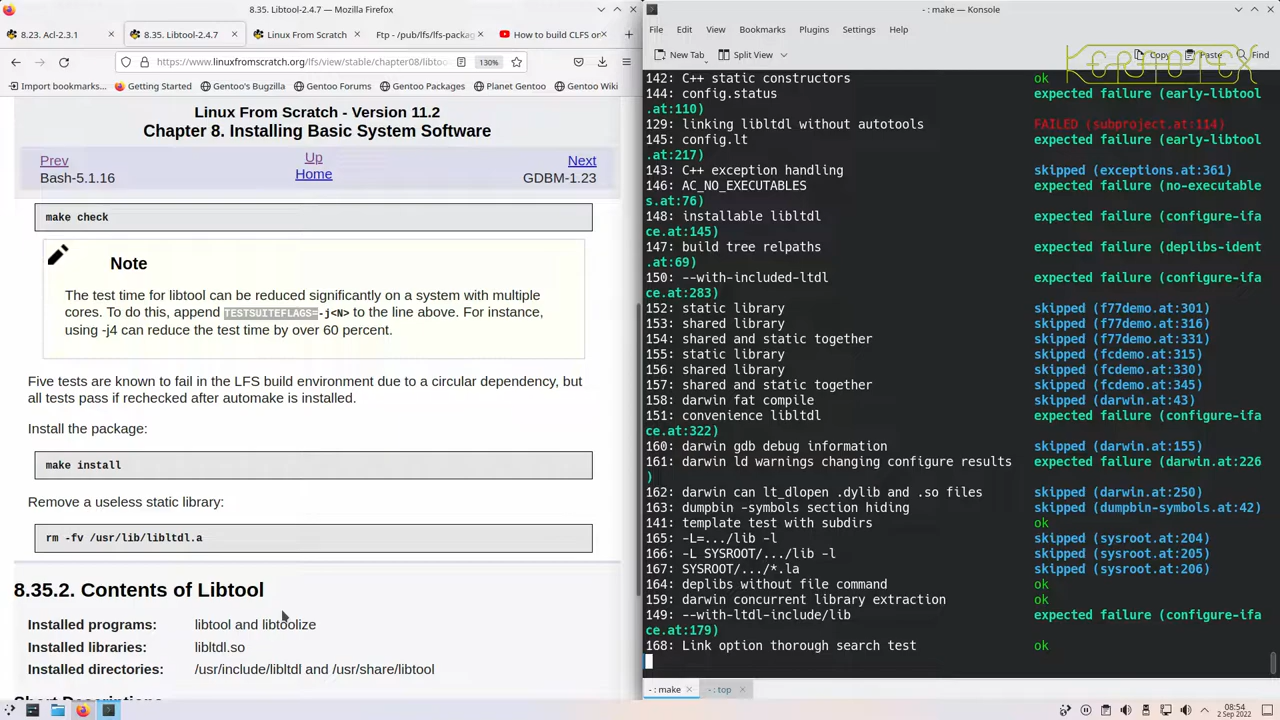 8.35. Libtool-2.4.7 — Mozilla Firefox
8.23. Acl-2.3.1
8.35. Libtool-2.4.7
Linux From Scratch
Ftp - /pub/lfs/lfs-packag
How to build CLFS on
https://www.linuxfromscratch.org/lfs/view/stable/chapter08/libtoo
Import bookmarks...
Getting Started
Gentoo's Bugzilla
Gentoo Forums
Gentoo Packages
Planet Gentoo
Gentoo Wiki
Linux From Scratch - Version 11.2
Chapter 8. Installing Basic System Software
Prev
Up
Next
Bash-5.1.16
Home
GDBM-1.23
make check
Note
The test time for libtool can be reduced significantly on a system with multiple
cores. To do this, append TESTSUITEFLAGS=-j<N> to the line above. For instance,
using -j4 can reduce the test time by over 60 percent.
Five tests are known to fail in the LFS build environment due to a circular dependency, but
all tests pass if rechecked after automake is installed.
Install the package:
make install
Remove a useless static library:
rm -fv /usr/lib/libltdl.a
8.35.2. Contents of Libtool
Installed programs: libtool and libtoolize
Installed libraries: libltdl.so
Installed directories: /usr/include/libltdl and /usr/share/libtool
Short Descriptions
- : make — Konsole
File Edit View Bookmarks Plugins Settings Help
New Tab
Split View
Copy
Paste
Find
142: C++ static constructors ok
144: config.status expected failure (early-libtool
.at:110)
129: linking libltdl without autotools FAILED (subproject.at:114)
145: config.lt expected failure (early-libtool
.at:217)
143: C++ exception handling skipped (exceptions.at:361)
146: AC_NO_EXECUTABLES expected failure (no-executable
s.at:76)
148: installable libltdl expected failure (configure-ifa
ce.at:145)
147: build tree relpaths expected failure (deplibs-ident
.at:69)
150: --with-included-ltdl expected failure (configure-ifa
ce.at:283)
152: static library skipped (f77demo.at:301)
153: shared library skipped (f77demo.at:316)
154: shared and static together skipped (f77demo.at:331)
155: static library skipped (fcdemo.at:315)
156: shared library skipped (fcdemo.at:330)
157: shared and static together skipped (fcdemo.at:345)
158: darwin fat compile skipped (darwin.at:43)
151: convenience libltdl expected failure (configure-ifa
ce.at:322)
160: darwin gdb debug information skipped (darwin.at:155)
161: darwin ld warnings changing configure results expected failure (darwin.at:226
)
162: darwin can lt_dlopen .dylib and .so files skipped (darwin.at:250)
163: dumpbin -symbols section hiding skipped (dumpbin-symbols.at:42)
141: template test with subdirs ok
165: -L=.../lib -l skipped (sysroot.at:204)
166: -L SYSROOT/.../lib -l skipped (sysroot.at:205)
167: SYSROOT/.../*.la skipped (sysroot.at:206)
164: deplibs without file command ok
159: darwin concurrent library extraction ok
149: --with-ltdl-include/lib expected failure (configure-ifa
ce.at:179)
168: Link option thorough search test ok
- : make
- : top
08:54
2 Sep 2022